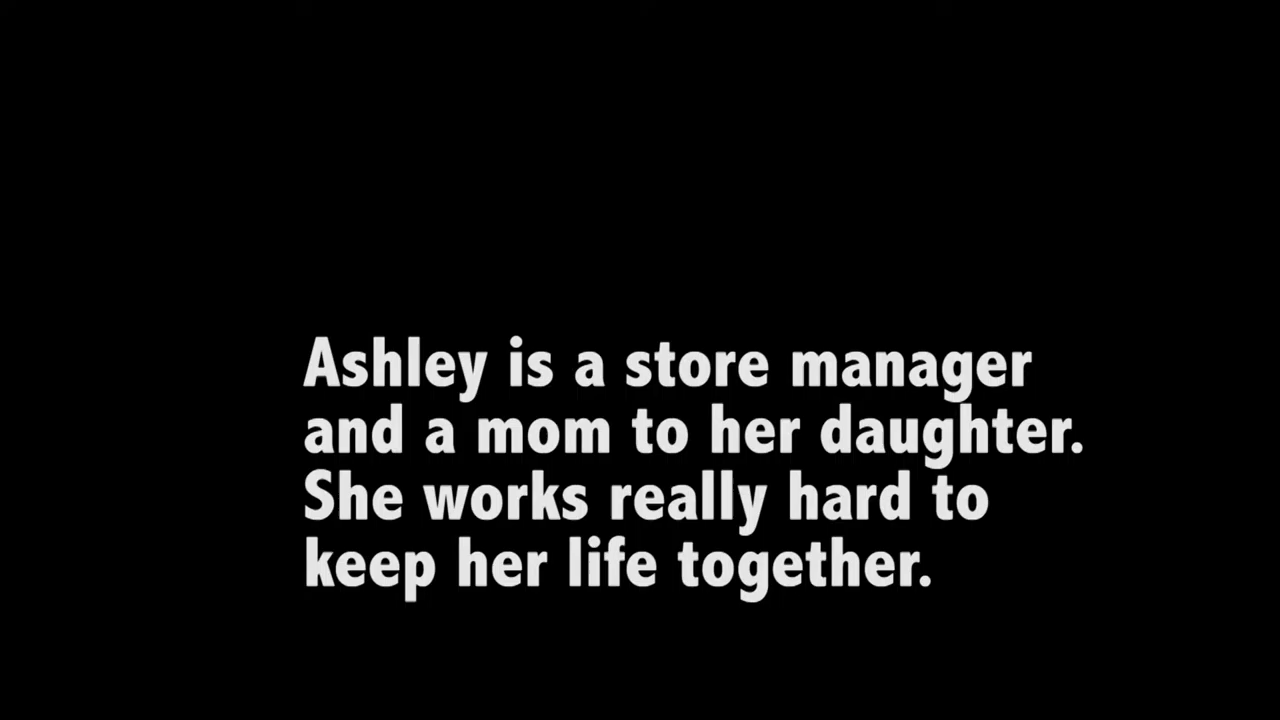 Ashley is a store manager
and a mom to her daughter.
She works really hard to
keep her life together.